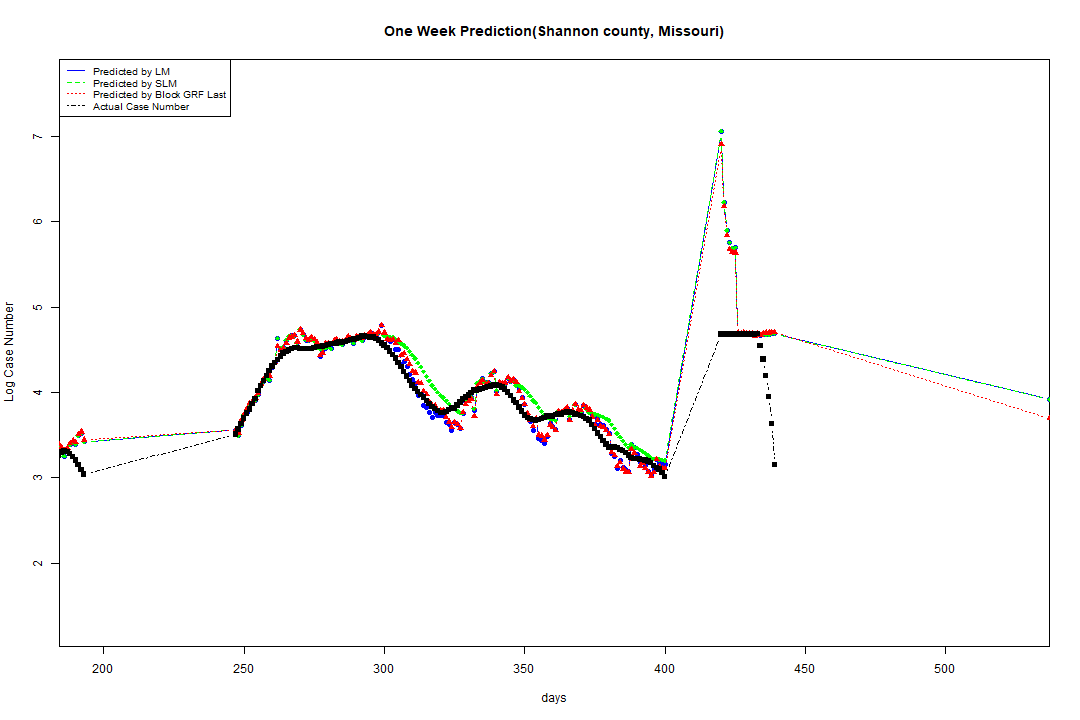 One Week Prediction(Shannon county, Missouri)
Predicted by LM
Predicted by SLM
Predicted by Block GRF Last
Actual Case Number
7
6
5
4
3
2
Log Case Number
200 250 300 350 400 450 500
days